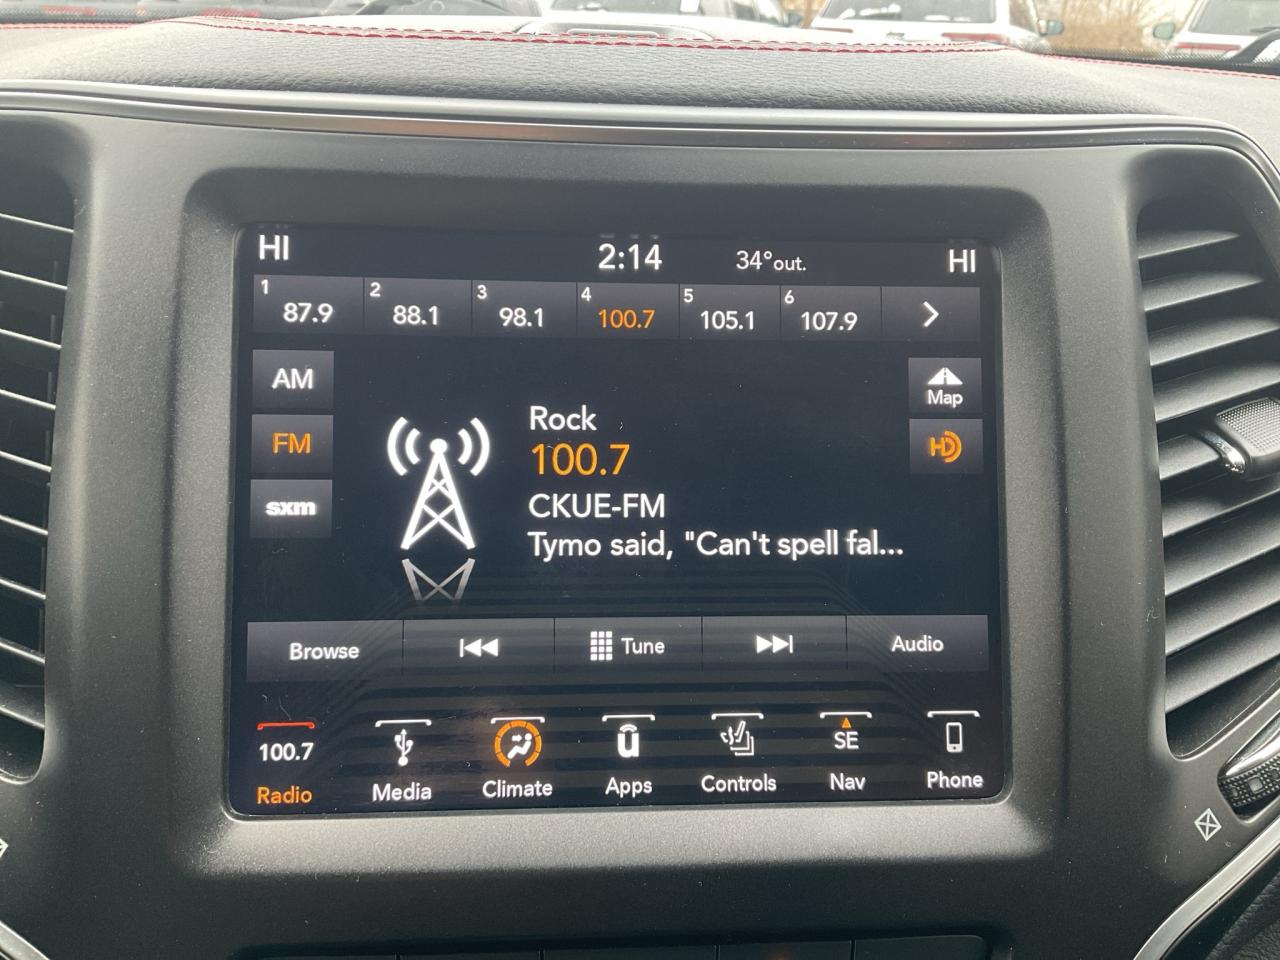 HI 2:14 34°out. HI
1 87.9 2 88.1 3 98.1 4 100.7 5 105.1 6 107.9
AM
FM
sxm
Rock
100.7
CKUE-FM
Tymo said, "Can't spell fal...
Map
HD
Browse Tune Audio
100.7 SE
Radio Media Climate Apps Controls Nav Phone